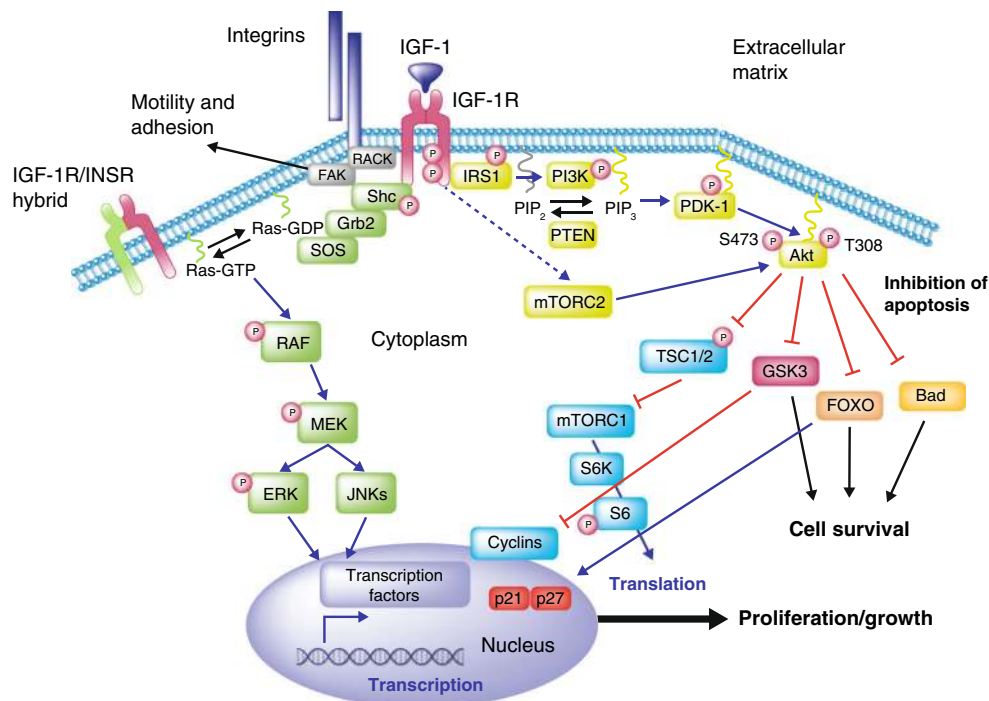 Integrins
IGF-1
Extracellular
matrix
IGF-1R
Motility and
adhesion
RACK
FAK
P
P
P
IRS1
P
PI3K
P
IGF-1R/INSR
hybrid
Shc
P
Grb2
SOS
Ras-GDP
Ras-GTP
PIP2
PIP3
PTEN
PDK-1
P
S473
P
Akt
P
T308
mTORC2
Inhibition of
apoptosis
P
RAF
Cytoplasm
TSC1/2
P
GSK3
FOXO
Bad
P
MEK
mTORC1
P
ERK
JNKs
S6K
P
S6
Cell survival
Cyclins
Transcription
factors
p21
p27
Translation
Nucleus
Proliferation/growth
Transcription